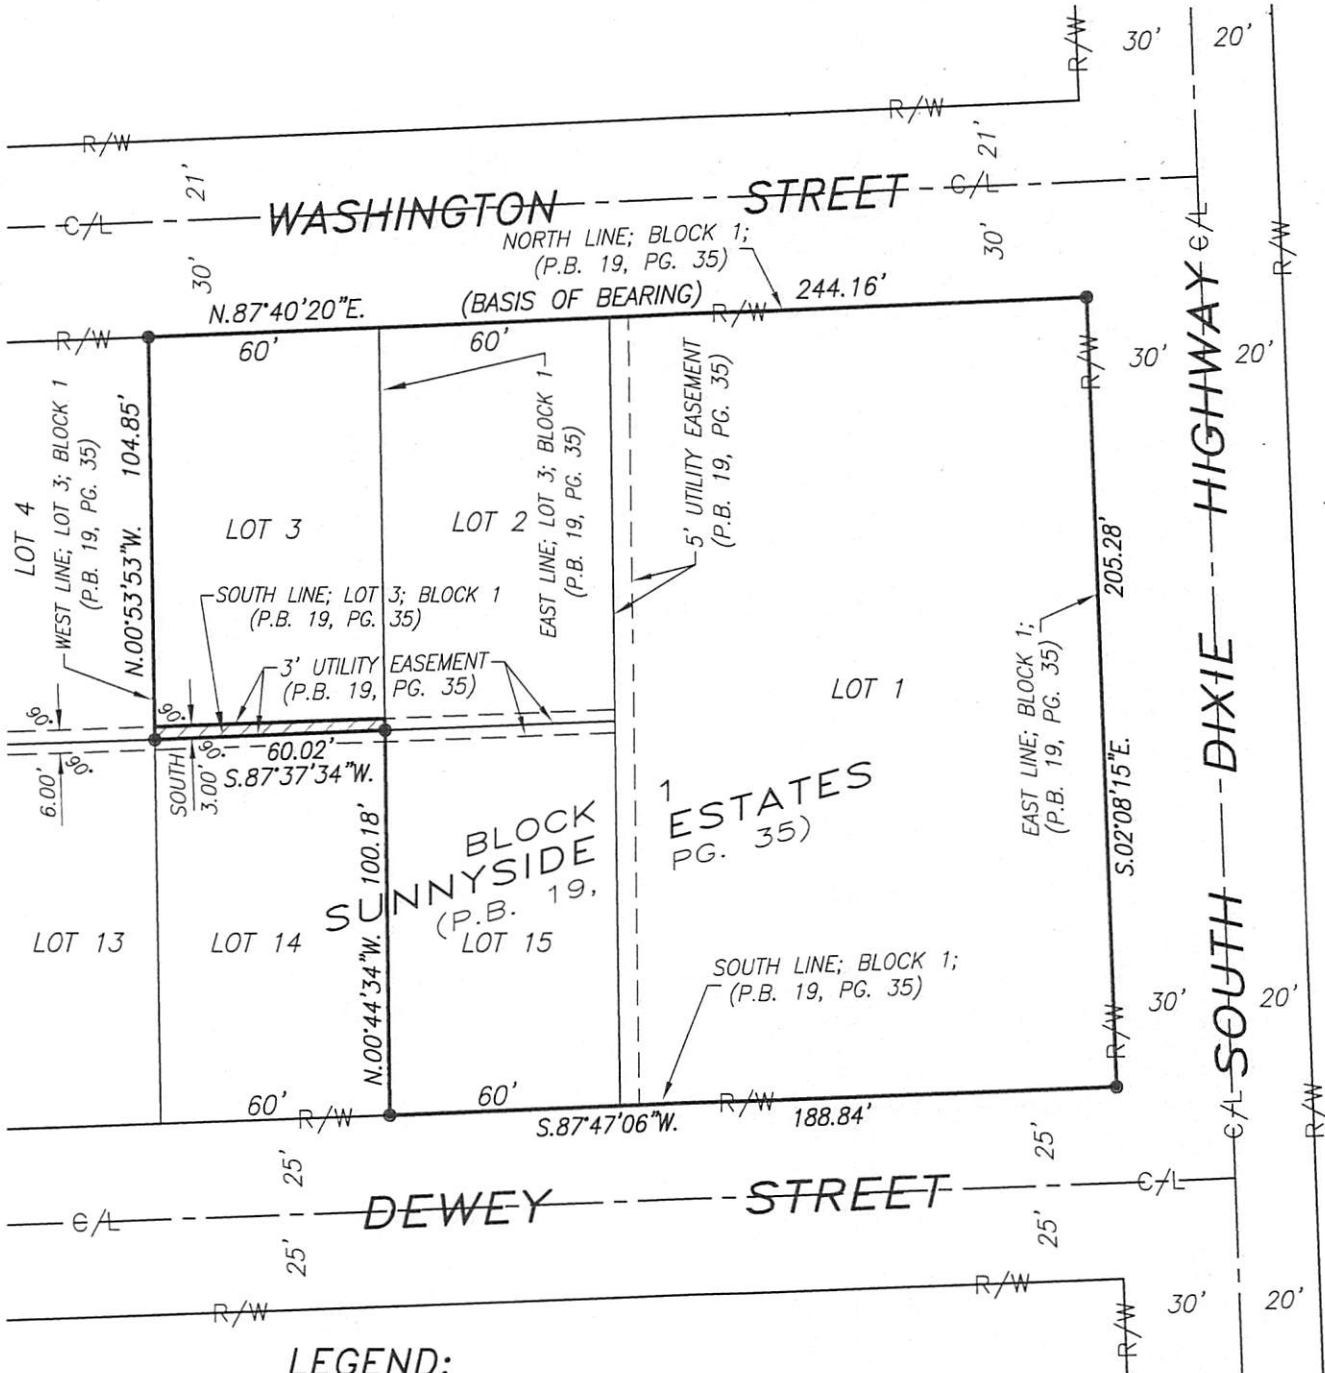 30' 20'
R/W
R/W
R/W
21' 21'
C/L WASHINGTON STREET C/L
C/L
R/W
NORTH LINE; BLOCK 1;
(P.B. 19, PG. 35)
30' 30'
N.87°40'20"E. (BASIS OF BEARING) R/W 244.16'
R/W 60' 60'
R/W 30' 20'
LOT 4
WEST LINE; LOT 3; BLOCK 1
(P.B. 19, PG. 35)
N.00°53'53"W. 104.85'
EAST LINE; LOT 3; BLOCK 1
(P.B. 19, PG. 35)
5' UTILITY EASEMENT
(P.B. 19, PG. 35)
LOT 3 LOT 2
SOUTH LINE; LOT 3; BLOCK 1
(P.B. 19, PG. 35)
3' UTILITY EASEMENT
(P.B. 19, PG. 35)
LOT 1
EAST LINE; BLOCK 1;
(P.B. 19, PG. 35)
205.28'
S.02°08'15"E.
SOUTH DIXIE HIGHWAY
90° 90°
90° 90°
6.00'
SOUTH
3.00'
60.02'
S.87°37'34"W.
BLOCK 1
SUNNYSIDE ESTATES
(P.B. 19, PG. 35)
N.00°44'34"W. 100.18'
LOT 13 LOT 14 LOT 15
SOUTH LINE; BLOCK 1;
(P.B. 19, PG. 35)
R/W 30' 20'
60' R/W 60' R/W
S.87°47'06"W. 188.84'
C/L R/W
25' 25'
C/L DEWEY STREET C/L
25' 25'
R/W R/W
R/W 30' 20'
LEGEND: